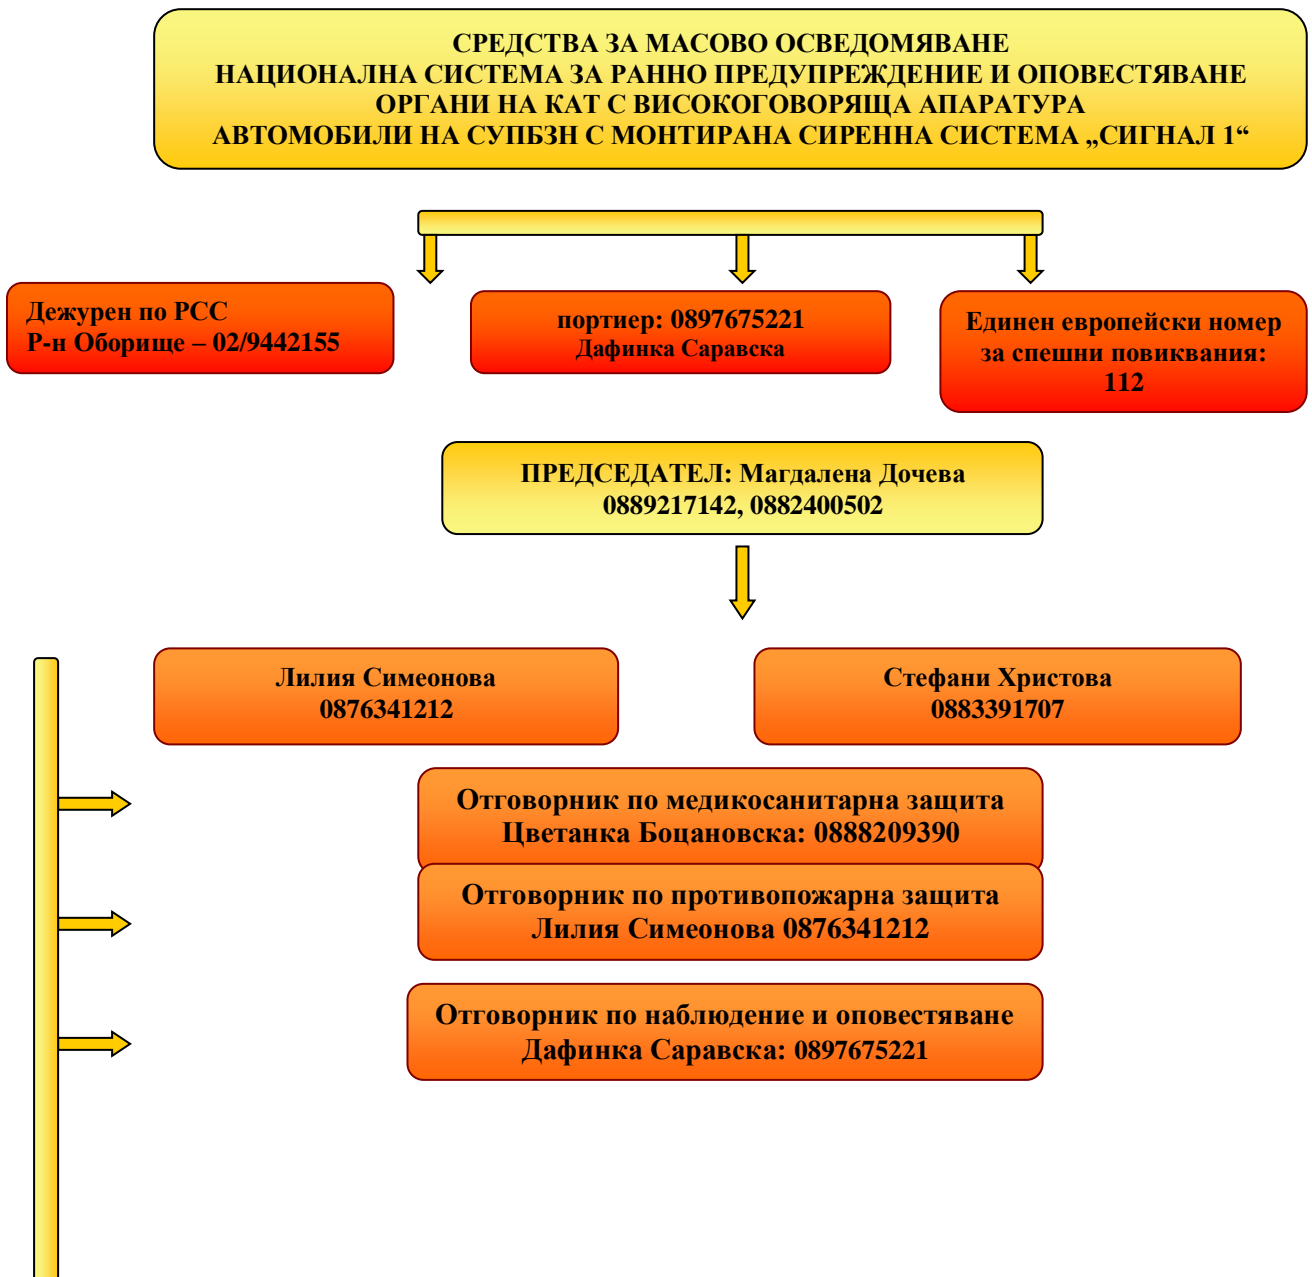 СРЕДСТВА ЗА МАСОВО ОСВЕДОМЯВАНЕ
НАЦИОНАЛНА СИСТЕМА ЗА РАННО ПРЕДУПРЕЖДЕНИЕ И ОПОВЕСТЯВАНЕ
ОРГАНИ НА КАТ С ВИСОКОГОВОРЯЩА АПАРАТУРА
АВТОМОБИЛИ НА СУПБЗН С МОНТИРАНА СИРЕННА СИСТЕМА „СИГНАЛ 1“
Дежурен по РСС
Р-н Оборище – 02/9442155
портиер: 0897675221
Дафинка Саравска
Единен европейски номер
за спешни повиквания:
112
ПРЕДСЕДАТЕЛ: Магдалена Дочева
0889217142, 0882400502
Лилия Симеонова
0876341212
Стефани Христова
0883391707
Отговорник по медикосанитарна защита
Цветанка Боцановска: 0888209390
Отговорник по противопожарна защита
Лилия Симеонова 0876341212
Отговорник по наблюдение и оповестяване
Дафинка Саравска: 0897675221